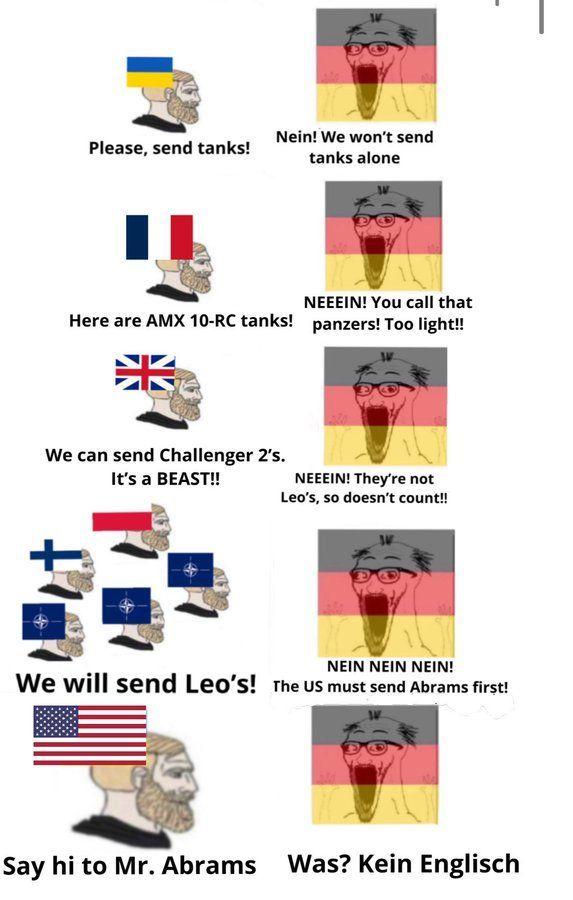 Please, send tanks!
Nein! We won't send
tanks alone
Here are AMX 10-RC tanks!
NEEEIN! You call that
panzers! Too light!!
We can send Challenger 2's.
It's a BEAST!!
NEEEIN! They're not
Leo's, so doesn't count!!
We will send Leo's!
NEIN NEIN NEIN!
The US must send Abrams first!
Say hi to Mr. Abrams
Was? Kein Englisch